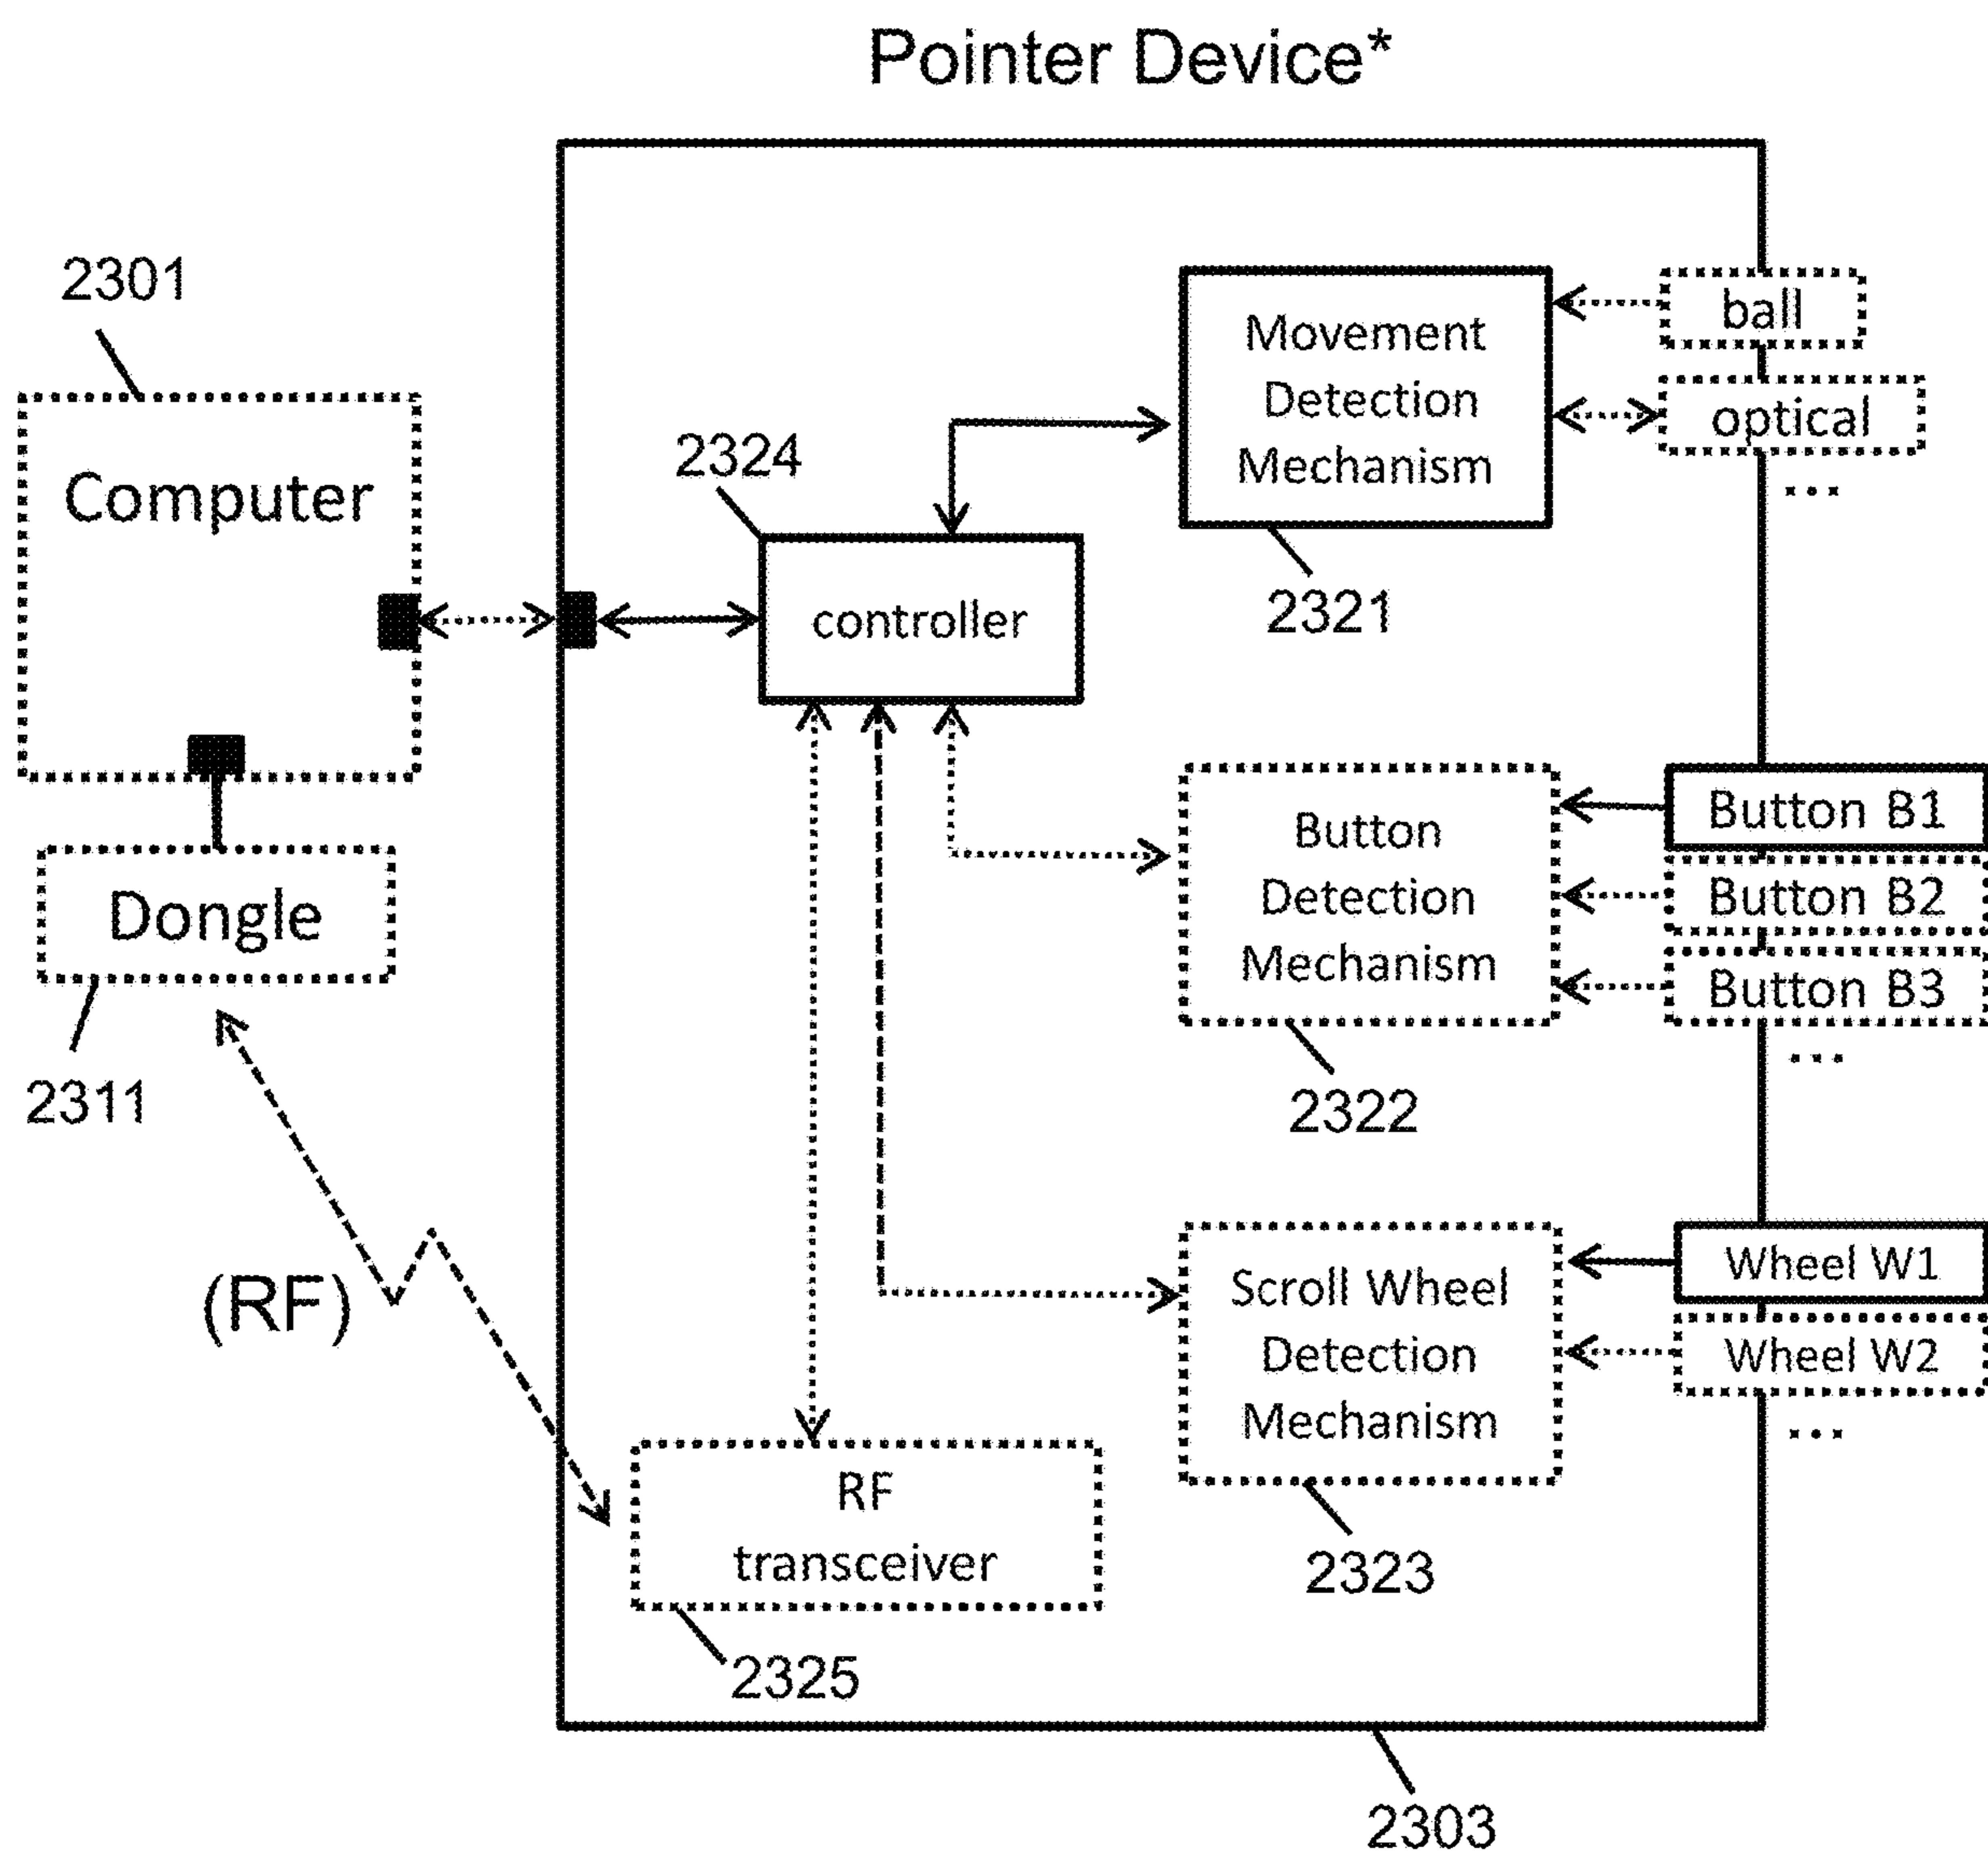 Pointer Device*
2301
Computer
Dongle
2311
(RF)
2324
controller
Movement
Detection
Mechanism
2321
ball
optical
...
Button
Detection
Mechanism
2322
Button B1
Button B2
Button B3
...
Scroll Wheel
Detection
Mechanism
2323
Wheel W1
Wheel W2
...
RF
transceiver
2325
2303